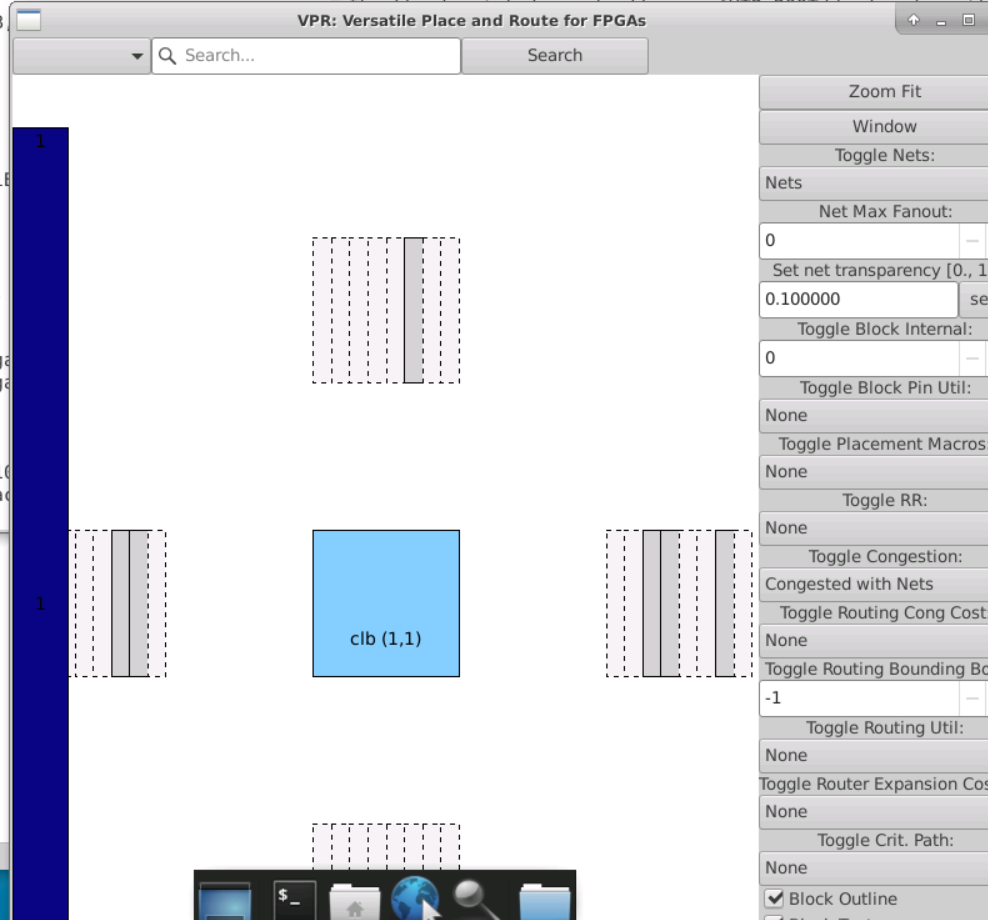 VPR: Versatile Place and Route for FPGAs
Search...
Search
1
1
clb (1,1)
Zoom Fit
Window
Toggle Nets:
Nets
Net Max Fanout:
0
Set net transparency [0., 1
0.100000
se
Toggle Block Internal:
0
Toggle Block Pin Util:
None
Toggle Placement Macros
None
Toggle RR:
None
Toggle Congestion:
Congested with Nets
Toggle Routing Cong Cost
None
Toggle Routing Bounding Bo
-1
Toggle Routing Util:
None
Toggle Router Expansion Cos
None
Toggle Crit. Path:
None
Block Outline
$_